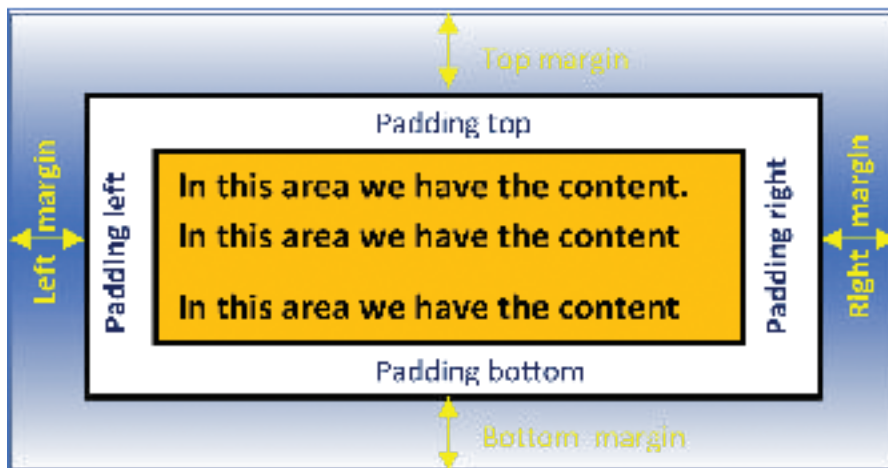 Top margin
Padding top
Left margin
Padding left
In this area we have the content.
In this area we have the content
In this area we have the content
Padding right
Right margin
Padding bottom
Bottom margin